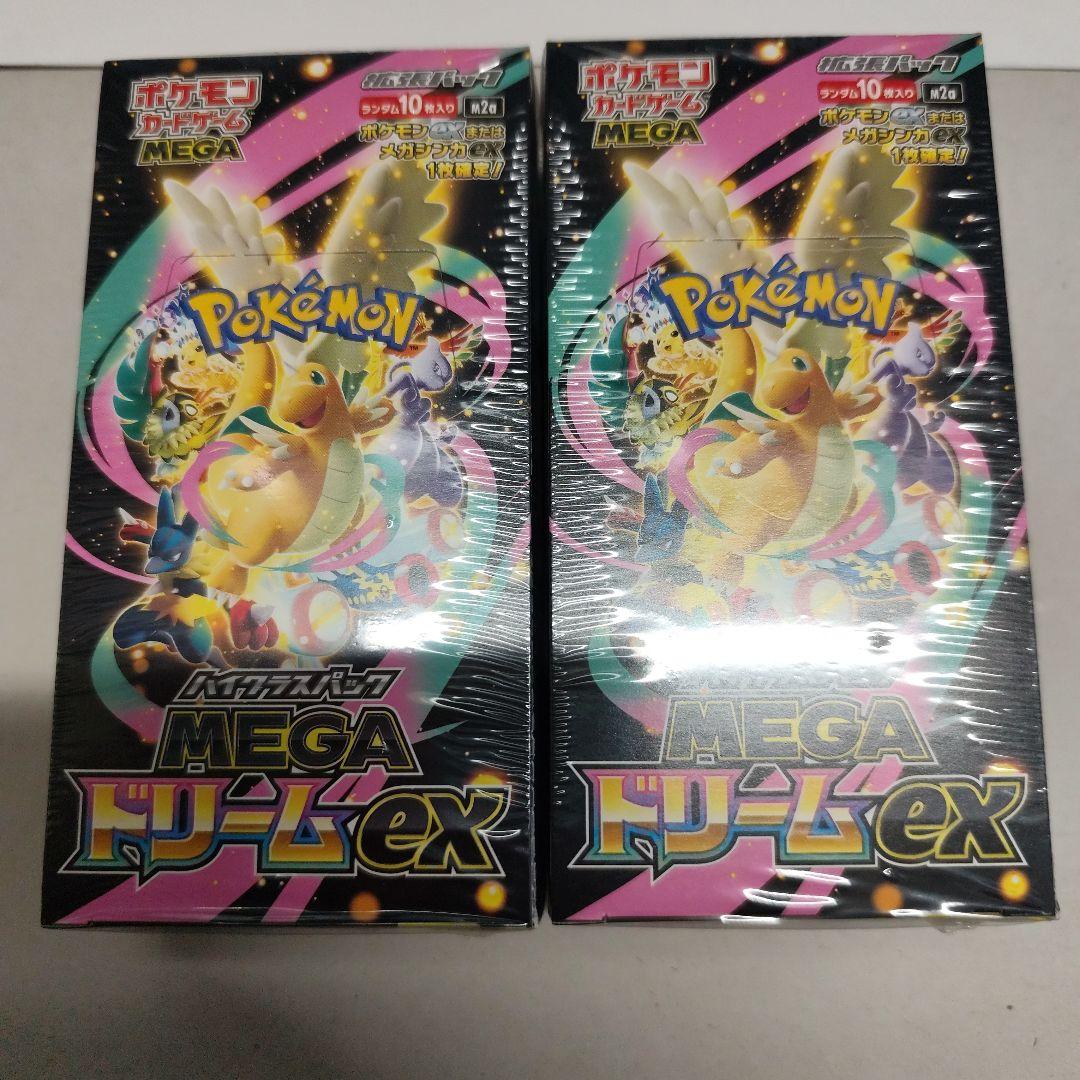 ポケモン
カードゲーム
MEGA
拡張パック
ランダム10枚入り M2a
ポケモンexまたは
メガシンカex
1枚確定!
POKéMON
TM
ハイクラスパック
MEGA
ドリームex
ポケモン
カードゲーム
MEGA
拡張パック
ランダム10枚入り M2a
ポケモンexまたは
メガシンカex
1枚確定!
POKéMON
MEGA
ドリームex